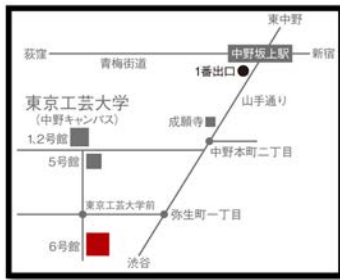 東中野
荻窪
中野坂上駅
新宿
青梅街道
1番出口
山手通り
東京工芸大学
(中野キャンパス)
成願寺
1,2号館
中野本町二丁目
5号館
東京工芸大学前
弥生町一丁目
6号館
渋谷